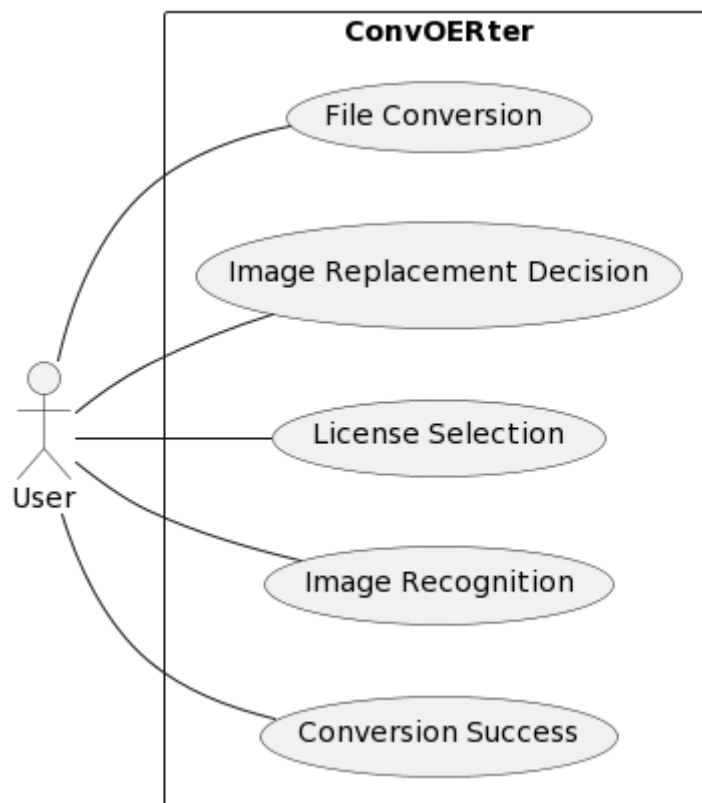 ConvOERter
File Conversion
Image Replacement Decision
License Selection
User
Image Recognition
Conversion Success